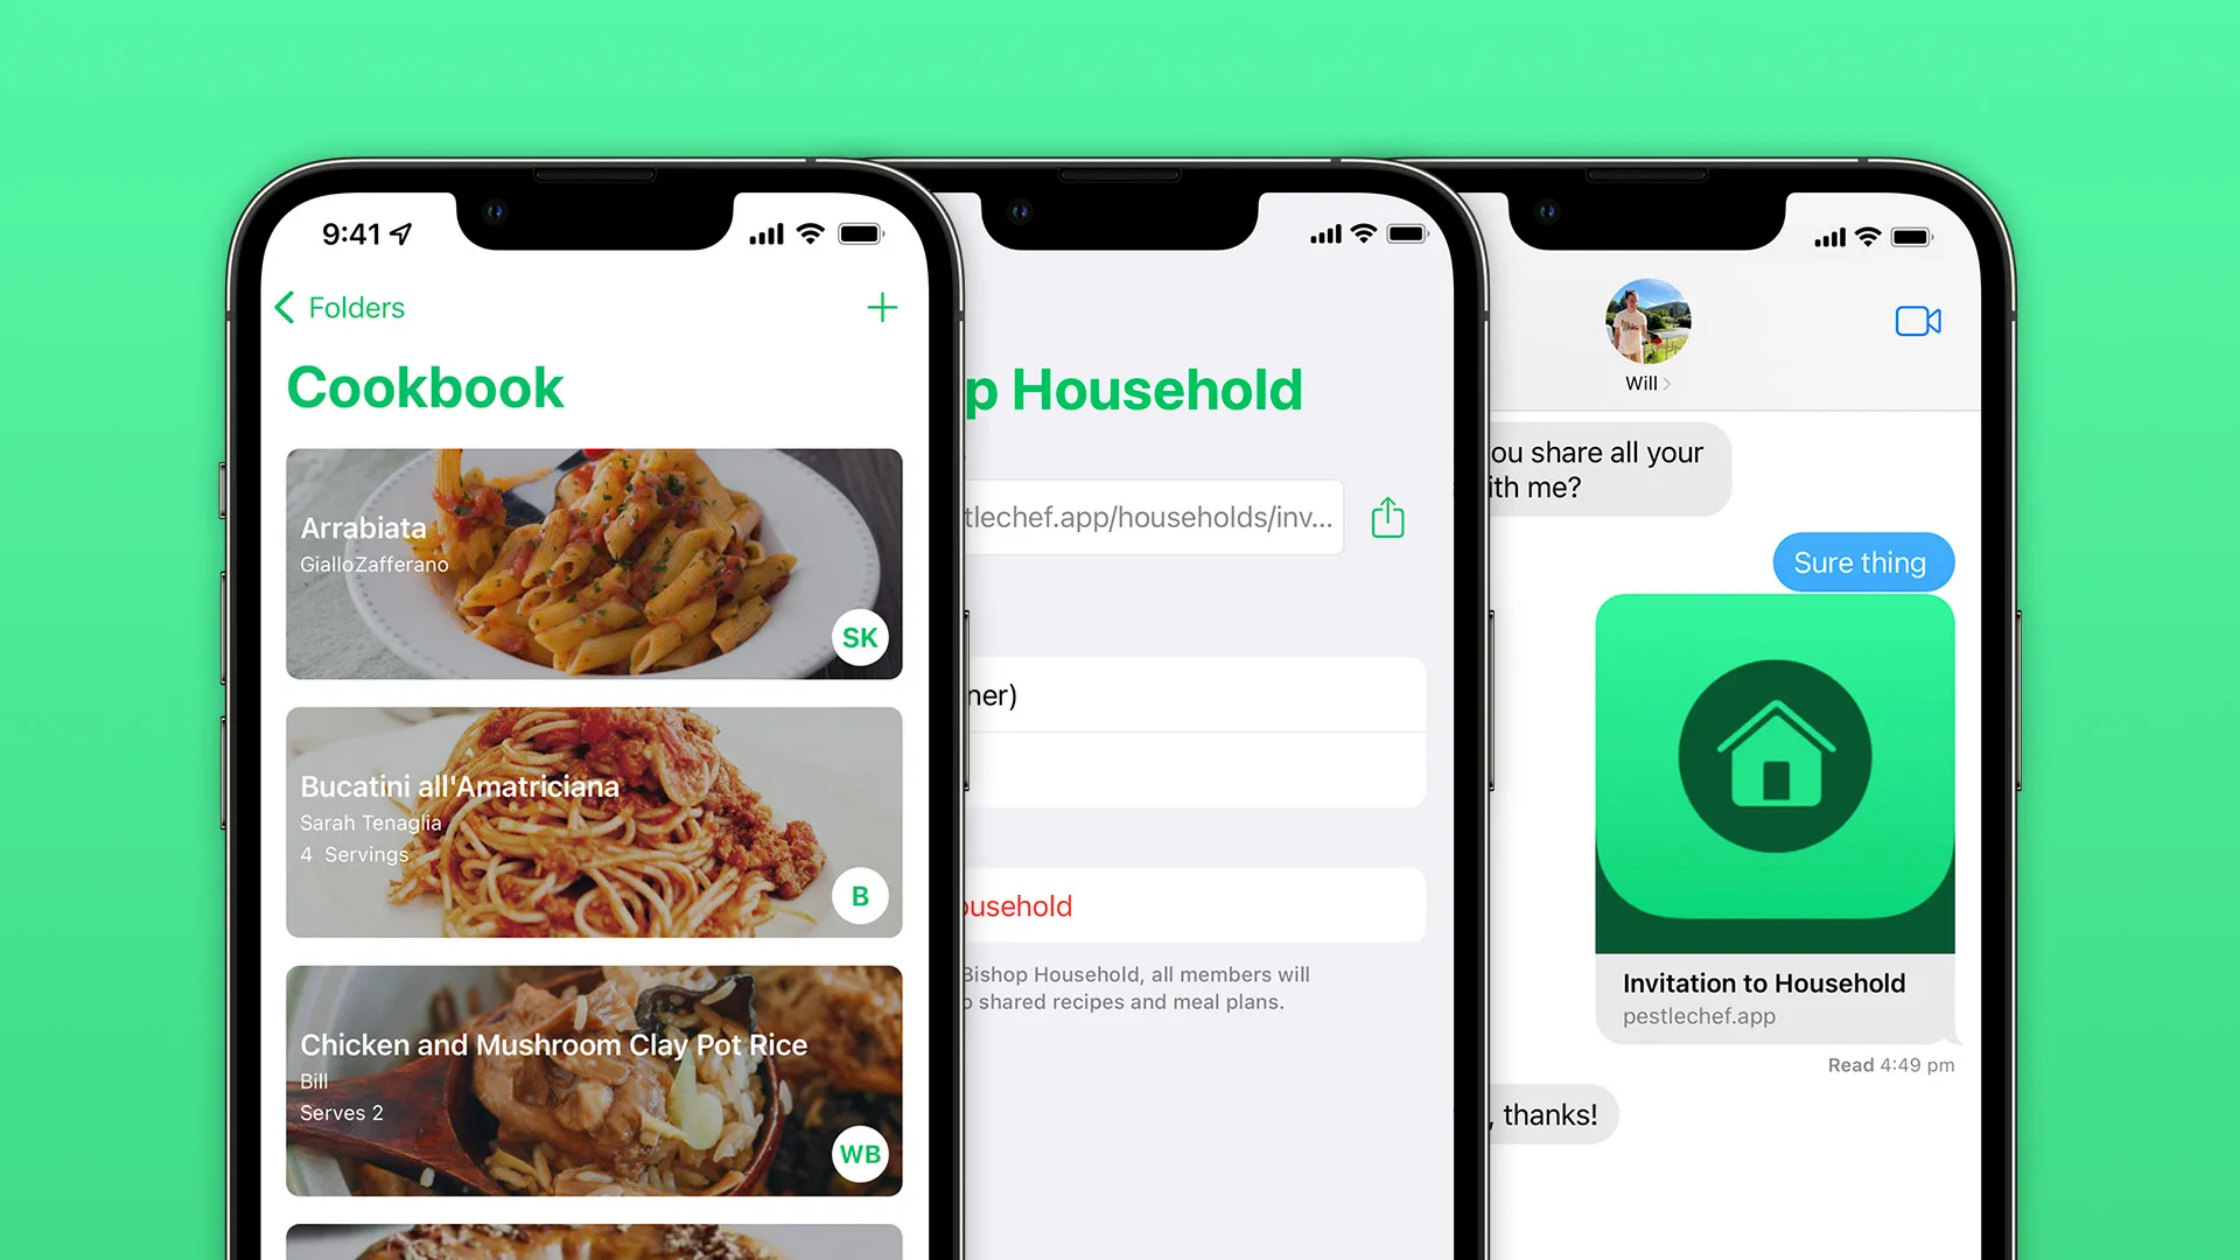 9:41
Folders
Cookbook
Arrabiata
GialloZafferano
SK
Bucatini all'Amatriciana
Sarah Tenaglia
4 Servings
B
Chicken and Mushroom Clay Pot Rice
Bill
Serves 2
WB
p Household
tlechef.app/households/inv...
ner)
ousehold
Bishop Household, all members will
o shared recipes and meal plans.
Will
ou share all your
ith me?
Sure thing
Invitation to Household
pestlechef.app
Read 4:49 pm
, thanks!